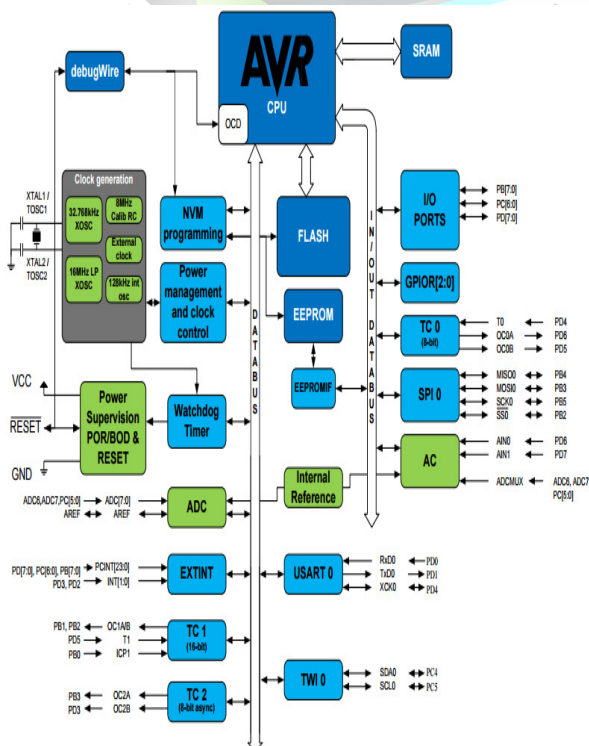 AVR
CPU
OCD
SRAM
debugWire
Clock generation
XTAL1 /
TOSC1
32.768kHz
XOSC
8MHz
Calib RC
External
clock
XTAL2 /
TOSC2
16MHz LP
XOSC
128kHz int
osc
NVM
programming
FLASH
Power
management
and clock
control
EEPROM
EEPROMIF
I/O
PORTS
PB[7:0]
PC[6:0]
PD[7:0]
GPIOR[2:0]
IN/OUT DATABUS
DATABUS
TC 0
(8-bit)
T0 PD4
OC0A PD6
OC0B PD5
SPI 0
MISO0 PB4
MOSI0 PB3
SCK0 PB5
SS0 PB2
VCC
RESET
GND
Power
Supervision
POR/BOD &
RESET
Watchdog
Timer
AC
AIN0 PD6
AIN1 PD7
ADCMUX ADC6, ADC7
PC[5:0]
Internal
Reference
ADC6,ADC7,PC[5:0] ADC[7:0]
AREF AREF
ADC
PD[7:0], PC[6:0], PB[7:0] PCINT[23:0]
PD3, PD2 INT[1:0]
EXTINT
USART 0
RxD0 PD0
TxD0 PD1
XCK0 PD4
PB1, PB2 OC1A/B
PD5 T1
PB0 ICP1
TC 1
(16-bit)
TWI 0
SDA0 PC4
SCL0 PC5
PB3 OC2A
PD3 OC2B
TC 2
(8-bit async)